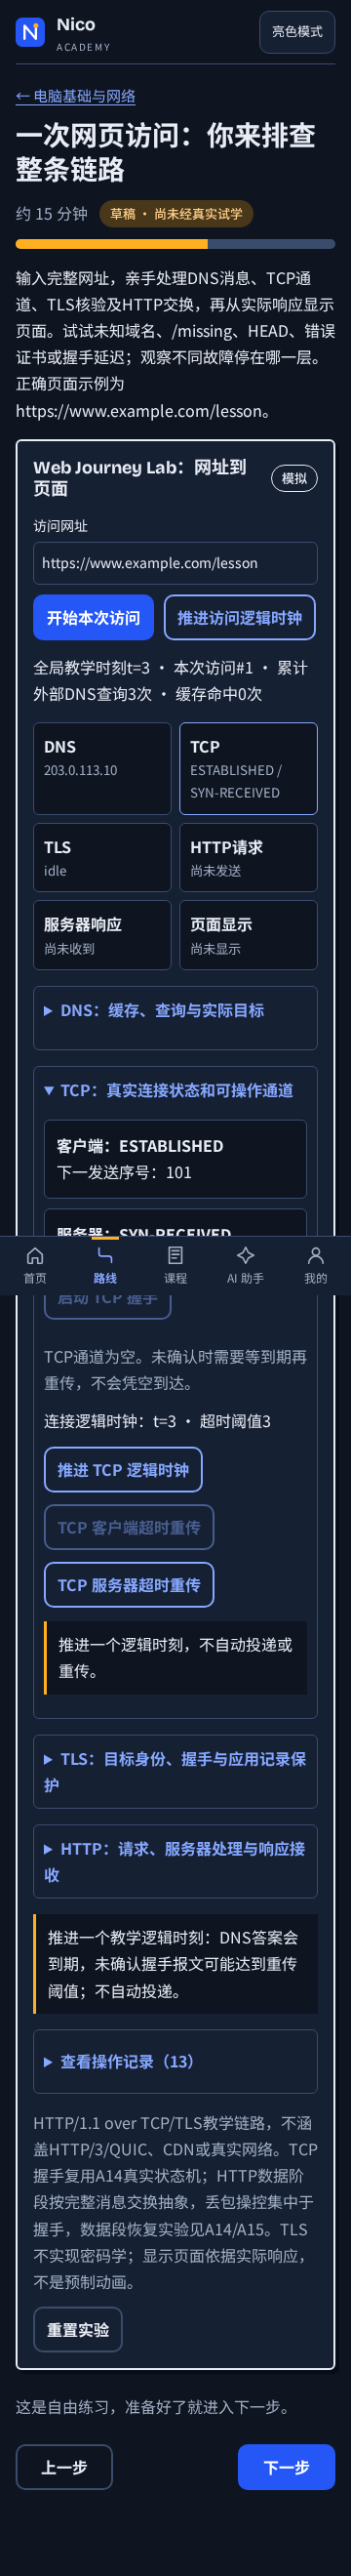 Nico
ACADEMY
亮色模式
← 电脑基础与网络
一次网页访问：你来排查
整条链路
约 15 分钟
草稿 · 尚未经真实试学
输入完整网址，亲手处理DNS消息、TCP通
道、TLS核验及HTTP交换，再从实际响应显示
页面。试试未知域名、/missing、HEAD、错误
证书或握手延迟；观察不同故障停在哪一层。
正确页面示例为
https://www.example.com/lesson。
Web Journey Lab：网址到
页面
模拟
访问网址
https://www.example.com/lesson
开始本次访问
推进访问逻辑时钟
全局教学时刻t=3 · 本次访问#1 · 累计
外部DNS查询3次 · 缓存命中0次
DNS
203.0.113.10
TCP
ESTABLISHED /
SYN-RECEIVED
TLS
idle
HTTP请求
尚未发送
服务器响应
尚未收到
页面显示
尚未显示
▶ DNS：缓存、查询与实际目标
▼ TCP：真实连接状态和可操作通道
客户端：ESTABLISHED
下一发送序号：101
服务器：SYN-RECEIVED
首页
路线
课程
AI 助手
我的
启动 TCP 握手
TCP通道为空。未确认时需要等到期再
重传，不会凭空到达。
连接逻辑时钟：t=3 · 超时阈值3
推进 TCP 逻辑时钟
TCP 客户端超时重传
TCP 服务器超时重传
推进一个逻辑时刻，不自动投递或
重传。
▶ TLS：目标身份、握手与应用记录保
护
▶ HTTP：请求、服务器处理与响应接
收
推进一个教学逻辑时刻：DNS答案会
到期，未确认握手报文可能达到重传
阈值；不自动投递。
▶ 查看操作记录（13）
HTTP/1.1 over TCP/TLS教学链路，不涵
盖HTTP/3/QUIC、CDN或真实网络。TCP
握手复用A14真实状态机；HTTP数据阶
段按完整消息交换抽象，丢包操控集中于
握手，数据段恢复实验见A14/A15。TLS
不实现密码学；显示页面依据实际响应，
不是预制动画。
重置实验
这是自由练习，准备好了就进入下一步。
上一步
下一步